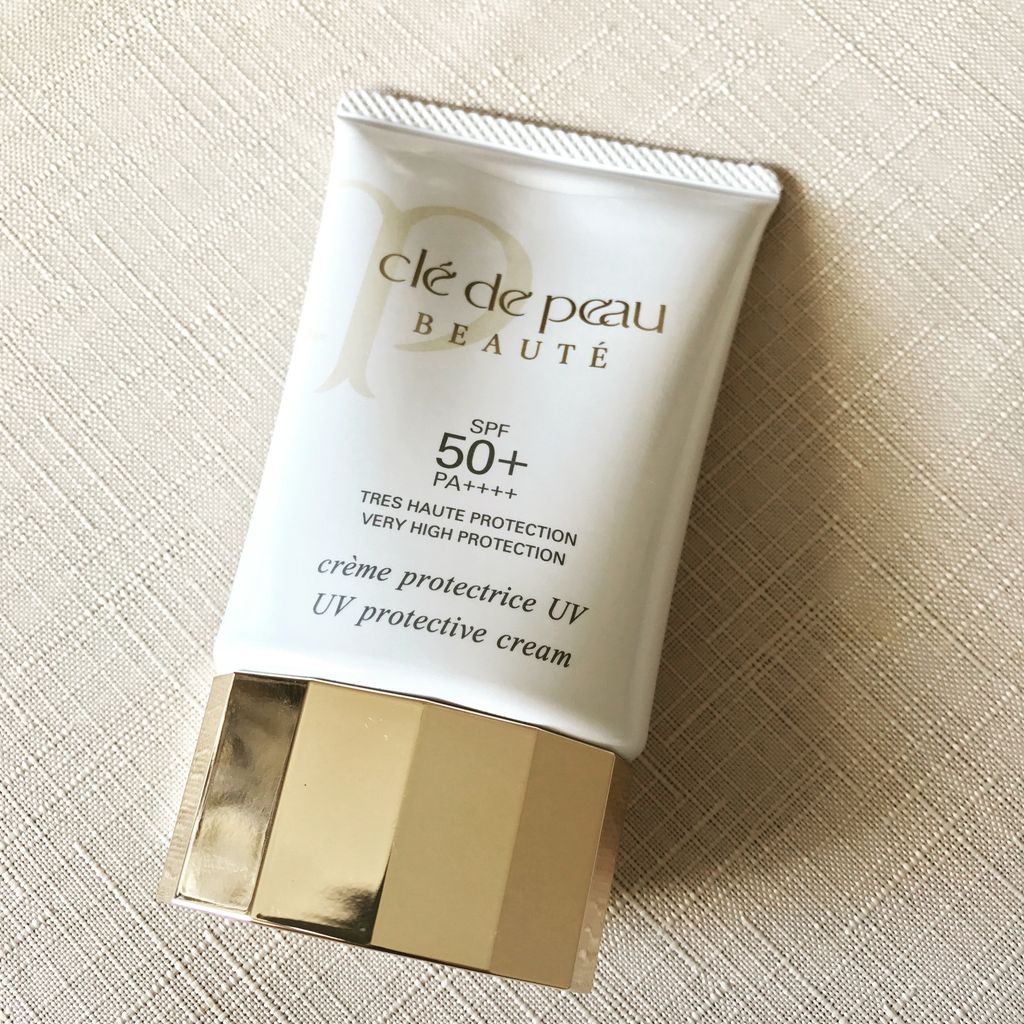 clé de peau
BEAUTÉ
SPF
50+
PA++++
TRES HAUTE PROTECTION
VERY HIGH PROTECTION
crème protectrice UV
UV protective cream